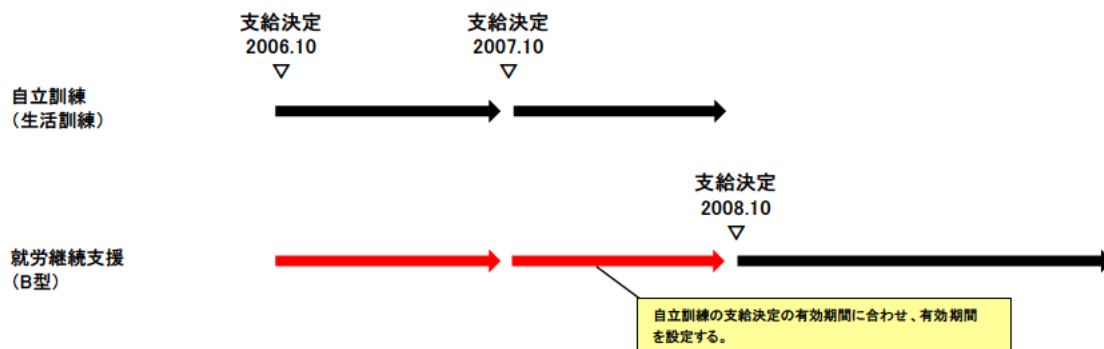 支給決定
2006.10
▽
支給決定
2007.10
▽
自立訓練
（生活訓練）
支給決定
2008.10
▽
就労継続支援
（B型）
自立訓練の支給決定の有効期間に合わせ、有効期間
を設定する。